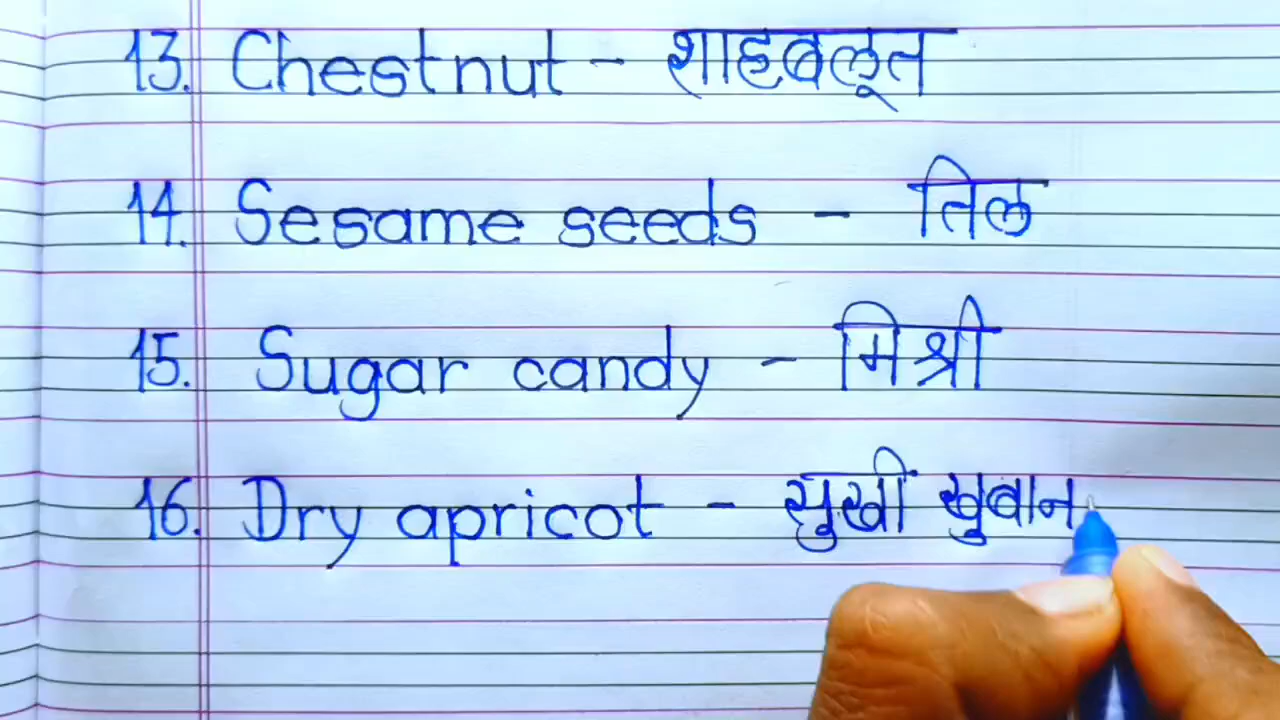 13. Chestnut - शाहबलूत
14. Sesame seeds - तिल
15. Sugar candy - मिश्री
16. Dry apricot - सुखी खुबान